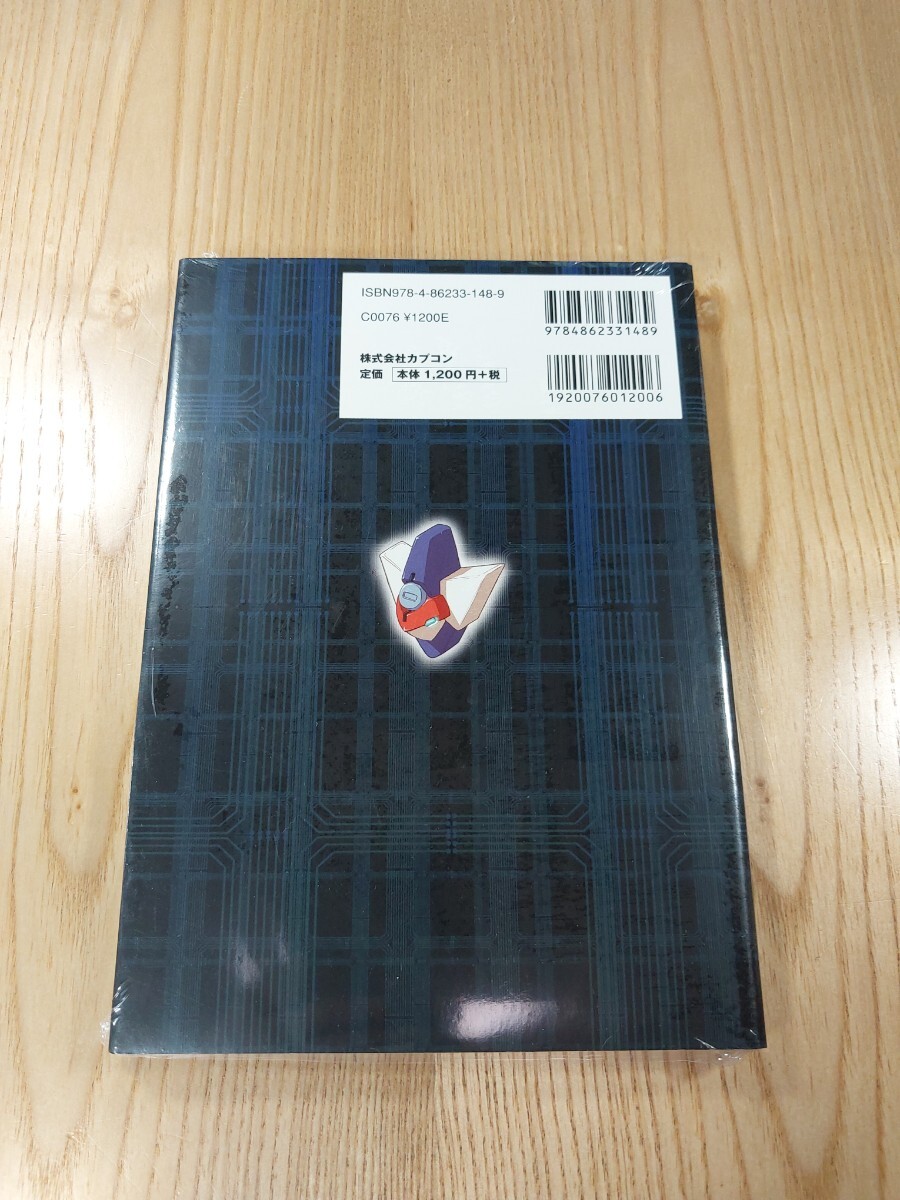 ISBN978-4-86233-148-9
C0076 ¥1200E
株式会社カプコン
定価 本体 1,200 円+税
9784862331489
1920076012006